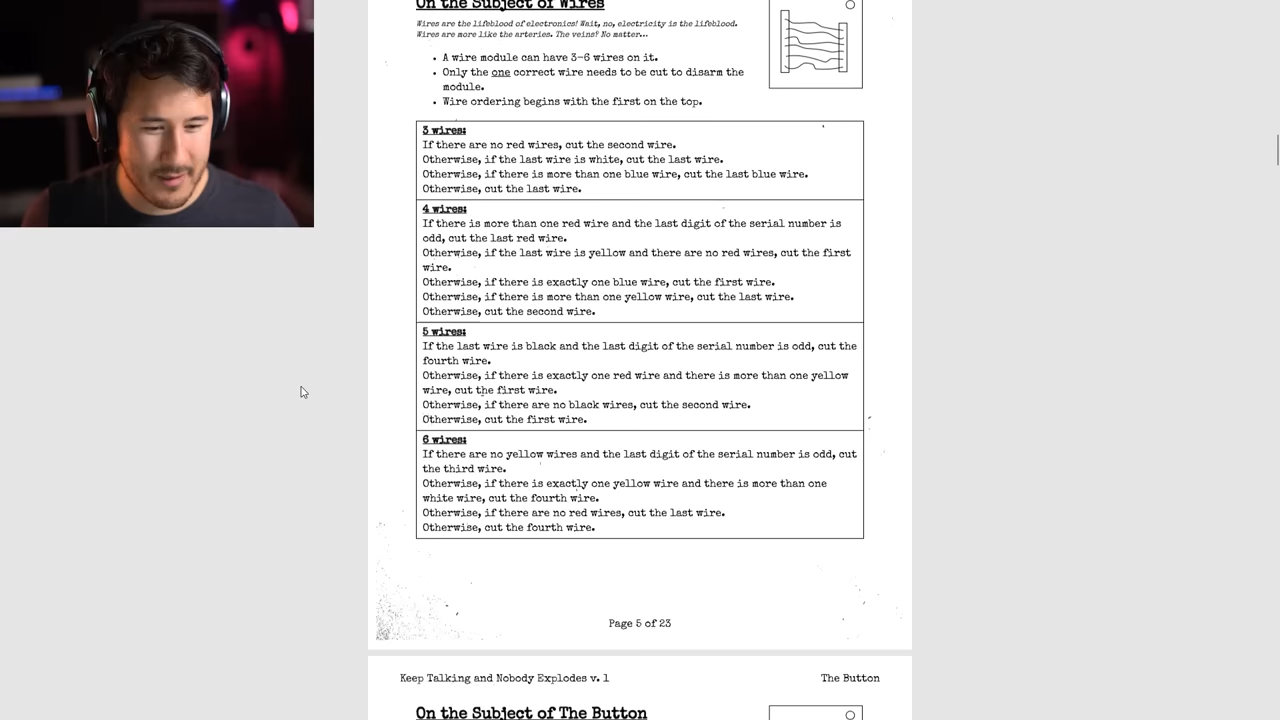 On the Subject of Wires
Wires are the lifeblood of electronics! Wait, no, electricity is the lifeblood.
Wires are more like the arteries. The veins? No matter...
• A wire module can have 3-6 wires on it.
• Only the one correct wire needs to be cut to disarm the
module.
• Wire ordering begins with the first on the top.
3 wires:
If there are no red wires, cut the second wire.
Otherwise, if the last wire is white, cut the last wire.
Otherwise, if there is more than one blue wire, cut the last blue wire.
Otherwise, cut the last wire.
4 wires:
If there is more than one red wire and the last digit of the serial number is
odd, cut the last red wire.
Otherwise, if the last wire is yellow and there are no red wires, cut the first
wire.
Otherwise, if there is exactly one blue wire, cut the first wire.
Otherwise, if there is more than one yellow wire, cut the last wire.
Otherwise, cut the second wire.
5 wires:
If the last wire is black and the last digit of the serial number is odd, cut the
fourth wire.
Otherwise, if there is exactly one red wire and there is more than one yellow
wire, cut the first wire.
Otherwise, if there are no black wires, cut the second wire.
Otherwise, cut the first wire.
6 wires:
If there are no yellow wires and the last digit of the serial number is odd, cut
the third wire.
Otherwise, if there is exactly one yellow wire and there is more than one
white wire, cut the fourth wire.
Otherwise, if there are no red wires, cut the last wire.
Otherwise, cut the fourth wire.
Page 5 of 23
Keep Talking and Nobody Explodes v. 1
The Button
On the Subject of The Button